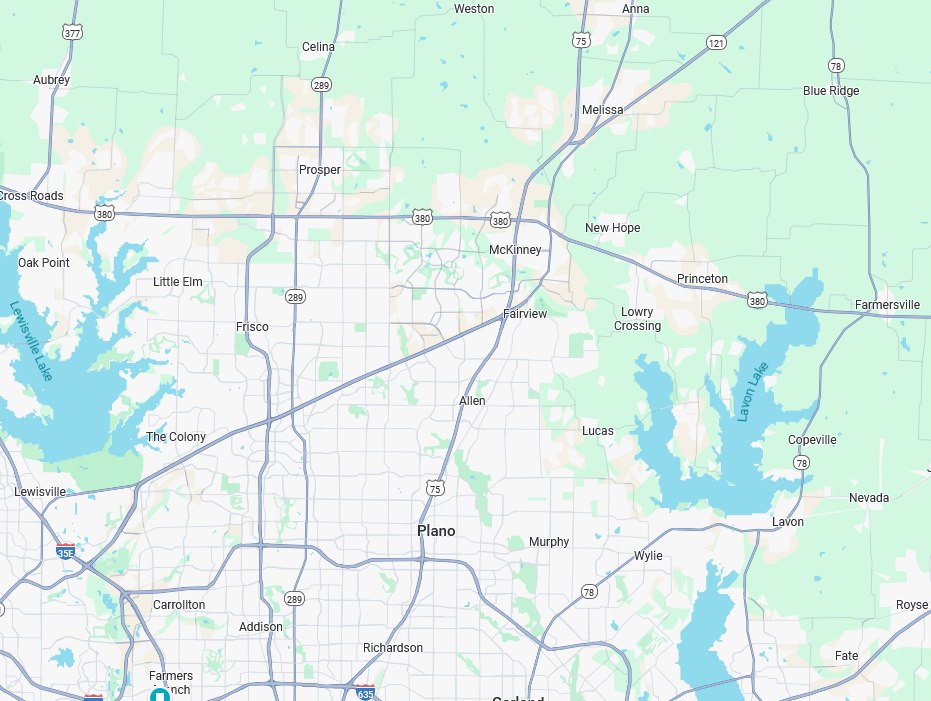 Weston
Anna
377
75
121
Celina
78
Aubrey
289
Blue Ridge
Melissa
Prosper
Cross Roads
380
380
380
New Hope
McKinney
Oak Point
Little Elm
Princeton
289
380
Farmersville
Fairview
Lowry
Crossing
Frisco
Lewisville Lake
Lavon Lake
Allen
Lucas
The Colony
Copeville
78
Lewisville
75
Nevada
Lavon
Plano
Murphy
35E
Wylie
78
289
Carrollton
Royse
Addison
Richardson
Fate
Farmers
635
Garland